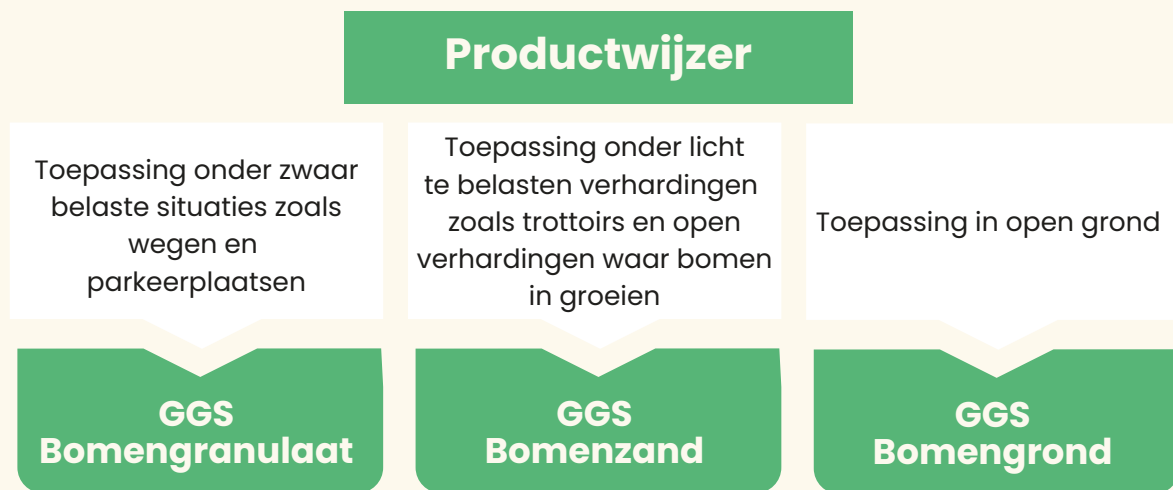 Productwijzer
Toepassing onder zwaar
belaste situaties zoals
wegen en
parkeerplaatsen
Toepassing onder licht
te belasten verhardingen
zoals trottoirs en open
verhardingen waar bomen
in groeien
Toepassing in open grond
GGS
Bomengranulaat
GGS
Bomenzand
GGS
Bomengrond